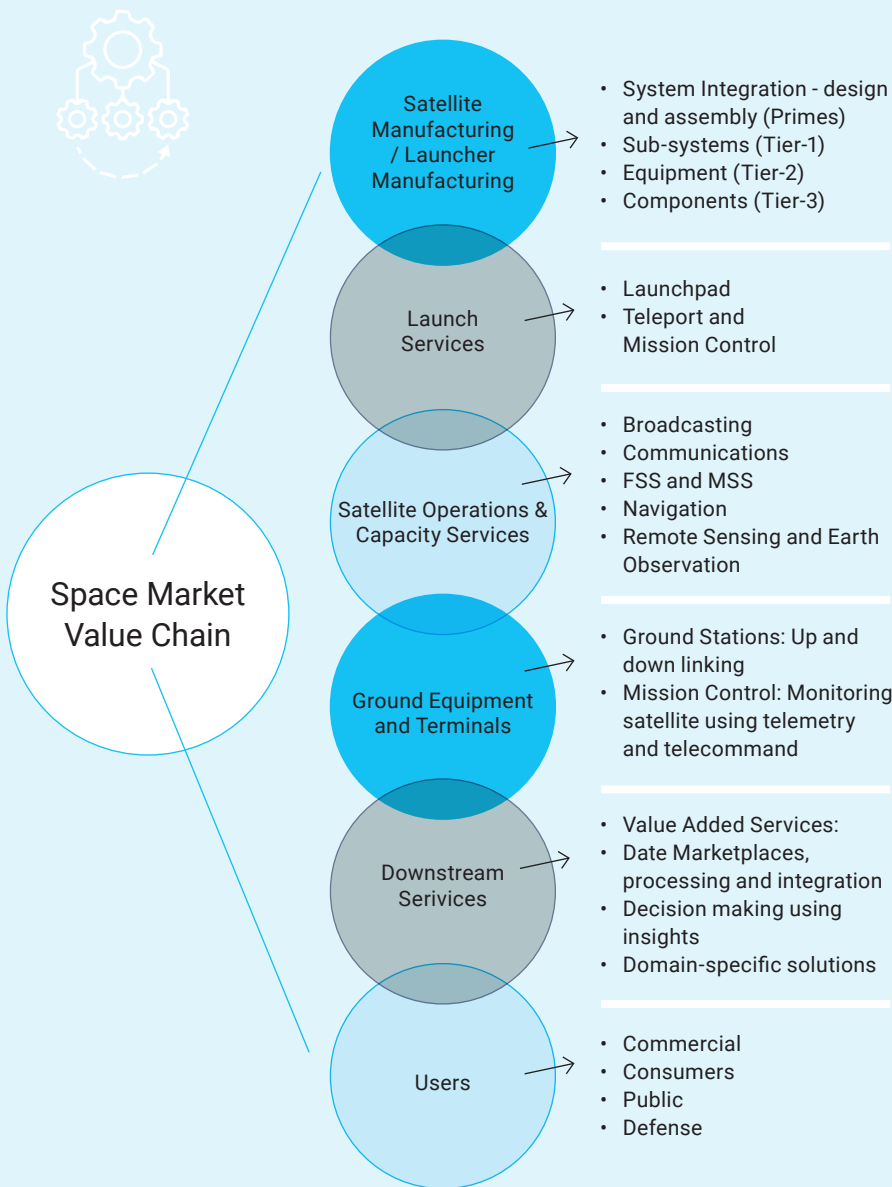 Satellite
Manufacturing
/ Launcher
Manufacturing
• System Integration - design
and assembly (Primes)
• Sub-systems (Tier-1)
• Equipment (Tier-2)
• Components (Tier-3)
Launch
Services
• Launchpad
• Teleport and
Mission Control
Satellite Operations &
Capacity Services
• Broadcasting
• Communications
• FSS and MSS
• Navigation
• Remote Sensing and Earth
Observation
Space Market
Value Chain
Ground Equipment
and Terminals
• Ground Stations: Up and
down linking
• Mission Control: Monitoring
satellite using telemetry
and telecommand
Downstream
Serivices
• Value Added Services:
• Date Marketplaces,
processing and integration
• Decision making using
insights
• Domain-specific solutions
Users
• Commercial
• Consumers
• Public
• Defense